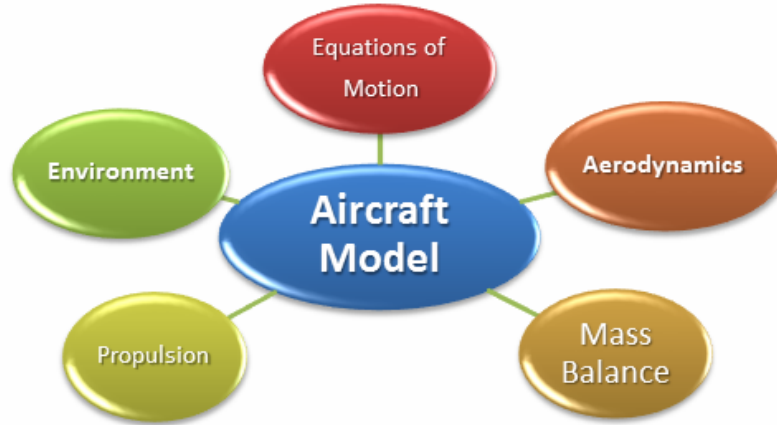 Equations of
Motion
Environment
Aerodynamics
Aircraft
Model
Propulsion
Mass
Balance